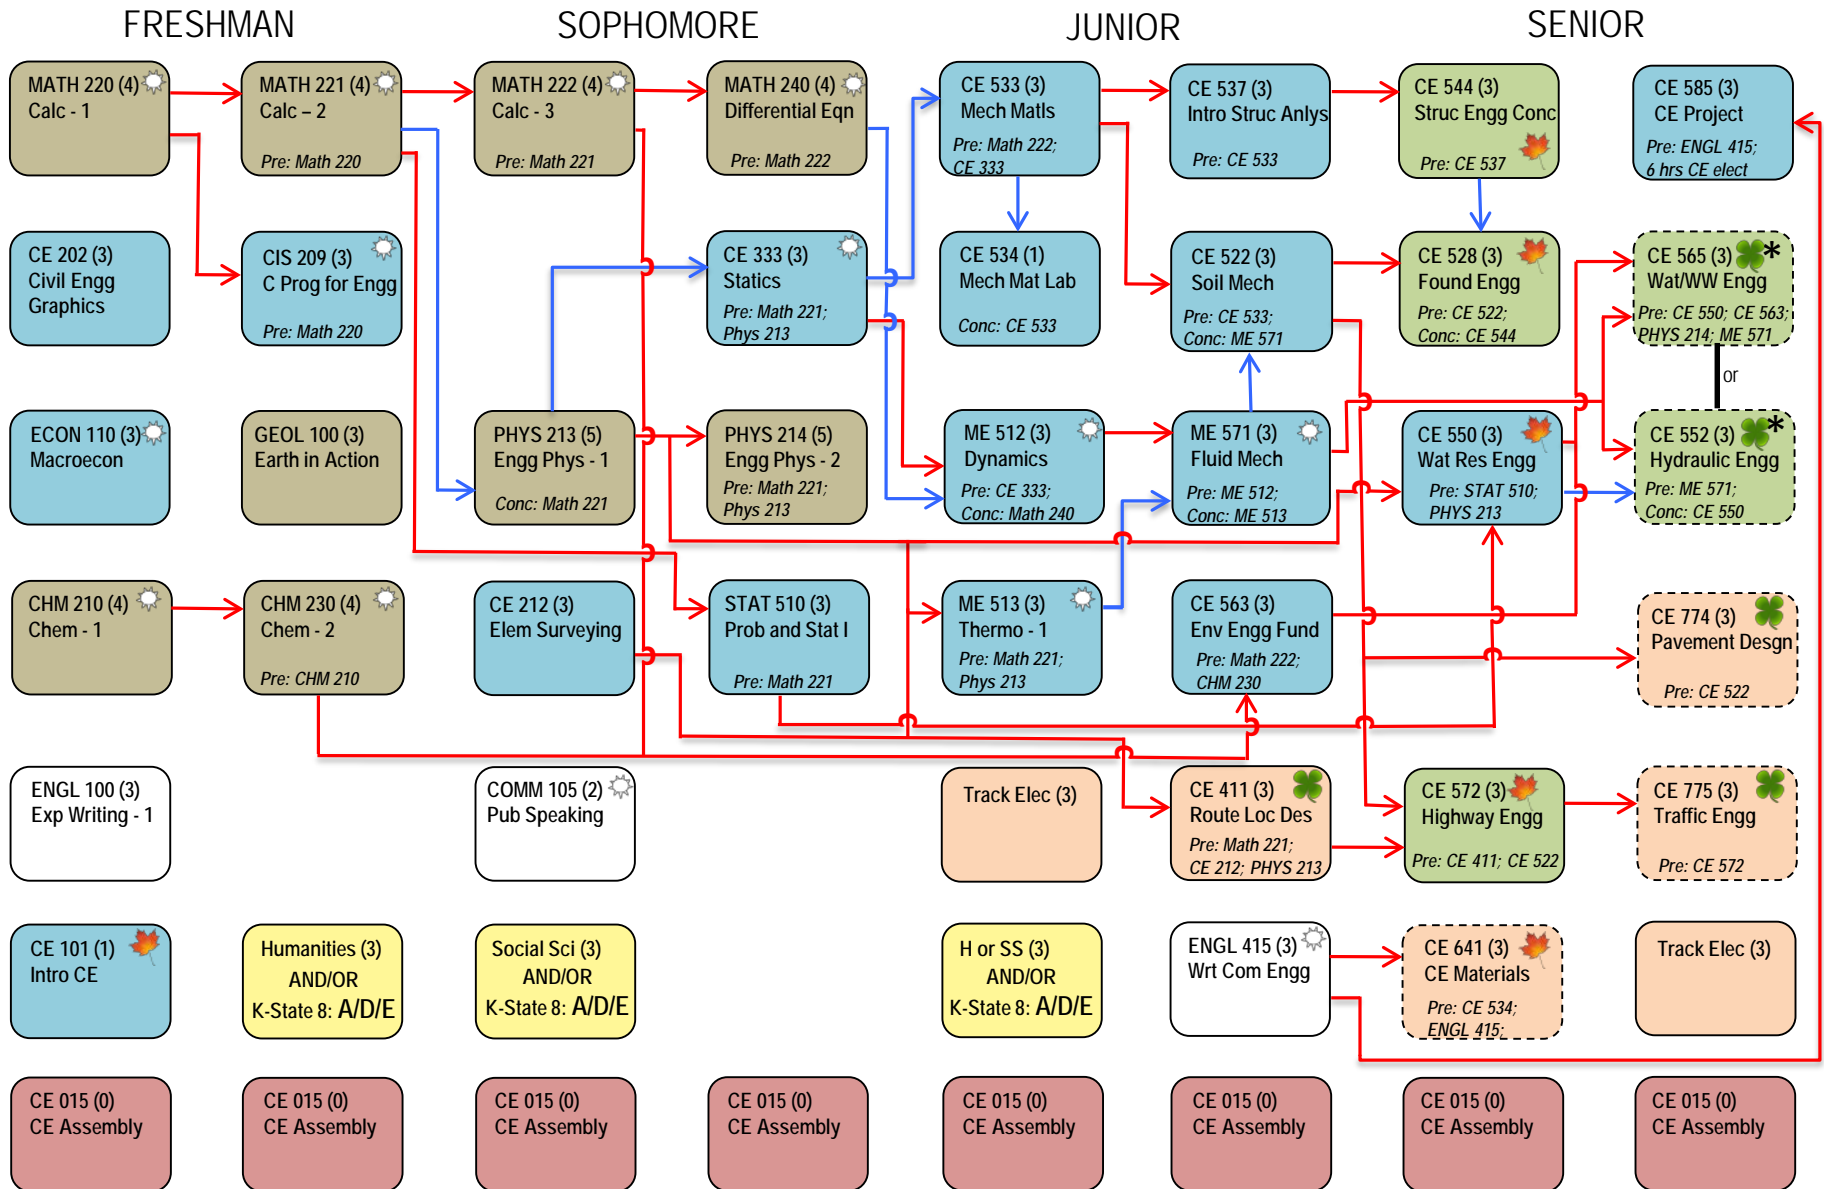 FRESHMAN
SOPHOMORE
JUNIOR
SENIOR
MATH 220 (4)
Calc - 1
MATH 221 (4)
Calc – 2
Pre: Math 220
MATH 222 (4)
Calc - 3
Pre: Math 221
MATH 240 (4)
Differential Eqn
Pre: Math 222
CE 533 (3)
Mech Matls
Pre: Math 222;
CE 333
CE 537 (3)
Intro Struc Anlys
Pre: CE 533
CE 544 (3)
Struc Engg Conc
Pre: CE 537
CE 585 (3)
CE Project
Pre: ENGL 415;
6 hrs CE elect
CE 202 (3)
Civil Engg
Graphics
CIS 209 (3)
C Prog for Engg
Pre: Math 220
CE 333 (3)
Statics
Pre: Math 221;
Phys 213
CE 534 (1)
Mech Mat Lab
Conc: CE 533
CE 522 (3)
Soil Mech
Pre: CE 533;
Conc: ME 571
CE 528 (3)
Found Engg
Pre: CE 522;
Conc: CE 544
CE 565 (3) *
Wat/WW Engg
Pre: CE 550; CE 563;
PHYS 214; ME 571
or
ECON 110 (3)
Macroecon
GEOL 100 (3)
Earth in Action
PHYS 213 (5)
Engg Phys - 1
Conc: Math 221
PHYS 214 (5)
Engg Phys - 2
Pre: Math 221;
Phys 213
ME 512 (3)
Dynamics
Pre: CE 333;
Conc: Math 240
ME 571 (3)
Fluid Mech
Pre: ME 512;
Conc: ME 513
CE 550 (3)
Wat Res Engg
Pre: STAT 510;
PHYS 213
CE 552 (3) *
Hydraulic Engg
Pre: ME 571;
Conc: CE 550
CHM 210 (4)
Chem - 1
CHM 230 (4)
Chem - 2
Pre: CHM 210
CE 212 (3)
Elem Surveying
STAT 510 (3)
Prob and Stat I
Pre: Math 221
ME 513 (3)
Thermo - 1
Pre: Math 221;
Phys 213
CE 563 (3)
Env Engg Fund
Pre: Math 222;
CHM 230
CE 774 (3)
Pavement Desgn
Pre: CE 522
ENGL 100 (3)
Exp Writing - 1
COMM 105 (2)
Pub Speaking
Track Elec (3)
CE 411 (3)
Route Loc Des
Pre: Math 221;
CE 212; PHYS 213
CE 572 (3)
Highway Engg
Pre: CE 411; CE 522
CE 775 (3)
Traffic Engg
Pre: CE 572
CE 101 (1)
Intro CE
Humanities (3)
AND/OR
K-State 8: A/D/E
Social Sci (3)
AND/OR
K-State 8: A/D/E
H or SS (3)
AND/OR
K-State 8: A/D/E
ENGL 415 (3)
Wrt Com Engg
CE 641 (3)
CE Materials
Pre: CE 534;
ENGL 415;
Track Elec (3)
CE 015 (0)
CE Assembly
CE 015 (0)
CE Assembly
CE 015 (0)
CE Assembly
CE 015 (0)
CE Assembly
CE 015 (0)
CE Assembly
CE 015 (0)
CE Assembly
CE 015 (0)
CE Assembly
CE 015 (0)
CE Assembly